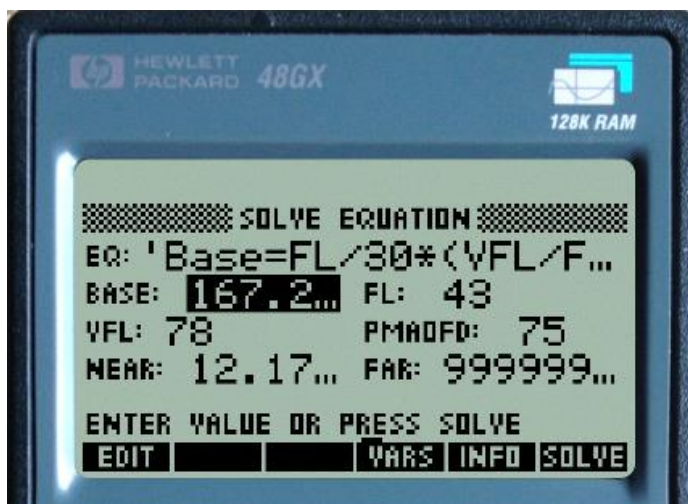 HEWLETT
PACKARD 48GX
128K RAM
SOLVE EQUATION
EQ: 'Base=FL/30*(VFL/F…
BASE: 167.2… FL: 43
VFL: 78 PMAOFD: 75
NEAR: 12.17… FAR: 999999…
ENTER VALUE OR PRESS SOLVE
EDIT VARS INFO SOLVE